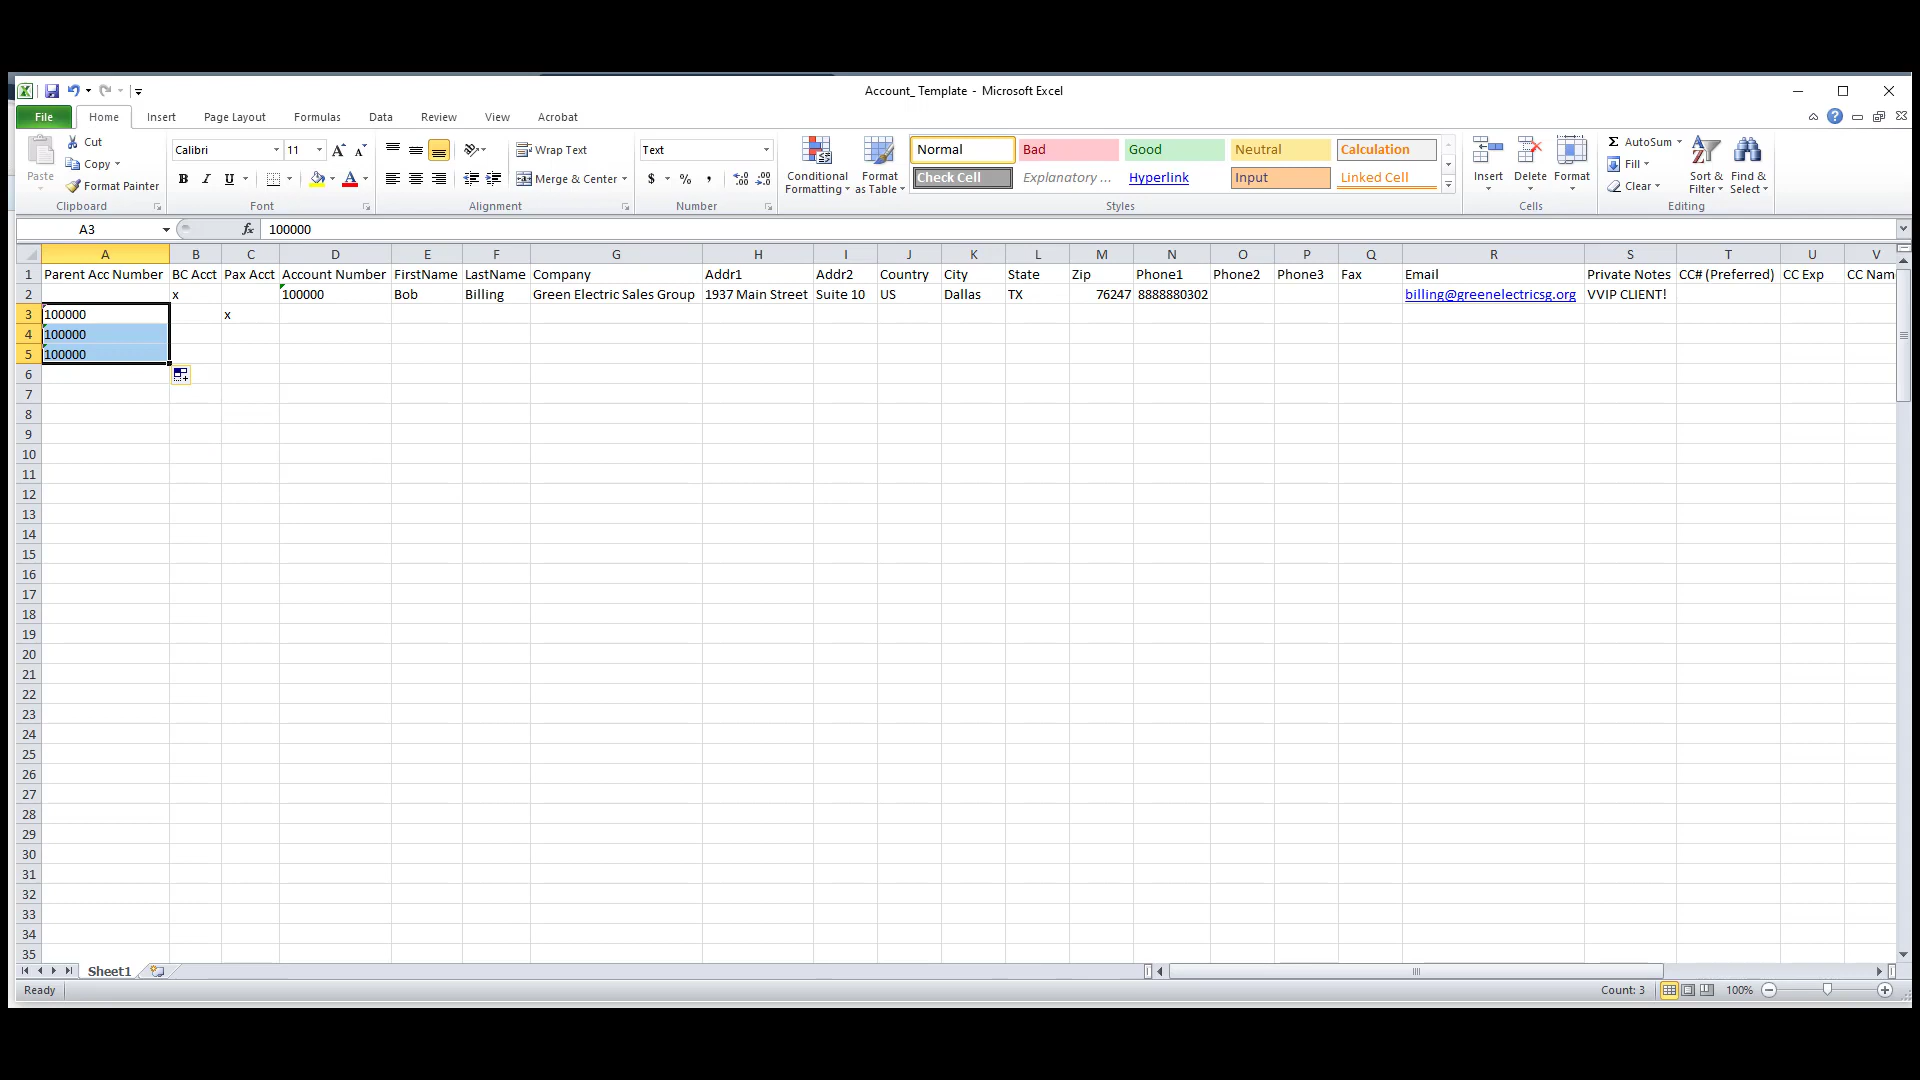 Account_ Template - Microsoft Excel
File Home Insert Page Layout Formulas Data Review View Acrobat
Paste Cut Copy Format Painter Clipboard
Calibri 11 B I U Font
Wrap Text Merge & Center Alignment
Text $ % , Number
Conditional Formatting Format as Table
Normal Bad Good Neutral Calculation
Check Cell Explanatory ... Hyperlink Input Linked Cell
Styles
Insert Delete Format Cells
AutoSum Fill Clear Sort & Filter Find & Select Editing
A3 fx 100000
A B C D E F G H I J K L M N O P Q R S T U V
1 Parent Acc Number BC Acct Pax Acct Account Number FirstName LastName Company Addr1 Addr2 Country City State Zip Phone1 Phone2 Phone3 Fax Email Private Notes CC# (Preferred) CC Exp CC Nam
2 x 100000 Bob Billing Green Electric Sales Group 1937 Main Street Suite 10 US Dallas TX 76247 8888880302 billing@greenelectricsg.org VVIP CLIENT!
3 100000 x
4 100000
5 100000
6
7
8
9
10
11
12
13
14
15
16
17
18
19
20
21
22
23
24
25
26
27
28
29
30
31
32
33
34
35
Sheet1
Ready Count: 3 100%